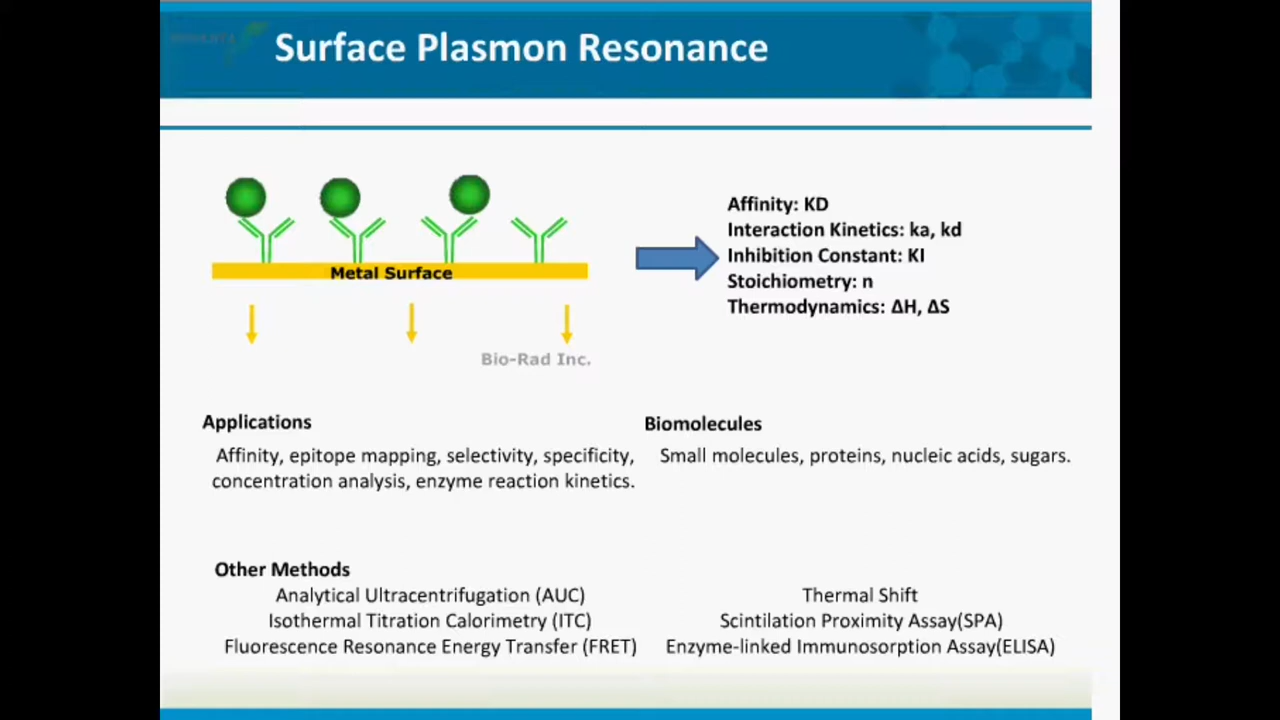 Surface Plasmon Resonance
Metal Surface
Bio-Rad Inc.
Affinity: KD
Interaction Kinetics: ka, kd
Inhibition Constant: KI
Stoichiometry: n
Thermodynamics: ΔH, ΔS
Applications
Affinity, epitope mapping, selectivity, specificity,
concentration analysis, enzyme reaction kinetics.
Biomolecules
Small molecules, proteins, nucleic acids, sugars.
Other Methods
Analytical Ultracentrifugation (AUC)
Isothermal Titration Calorimetry (ITC)
Fluorescence Resonance Energy Transfer (FRET)
Thermal Shift
Scintilation Proximity Assay(SPA)
Enzyme-linked Immunosorption Assay(ELISA)